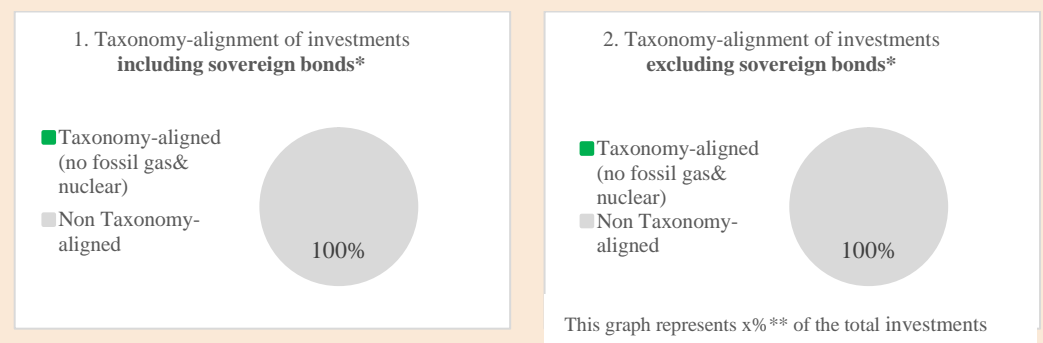 1. Taxonomy-alignment of investments
including sovereign bonds*
Taxonomy-aligned
(no fossil gas&
nuclear)
Non Taxonomy-
aligned
100%
2. Taxonomy-alignment of investments
excluding sovereign bonds*
Taxonomy-aligned
(no fossil gas&
nuclear)
Non Taxonomy-
aligned
100%
This graph represents x%** of the total investments